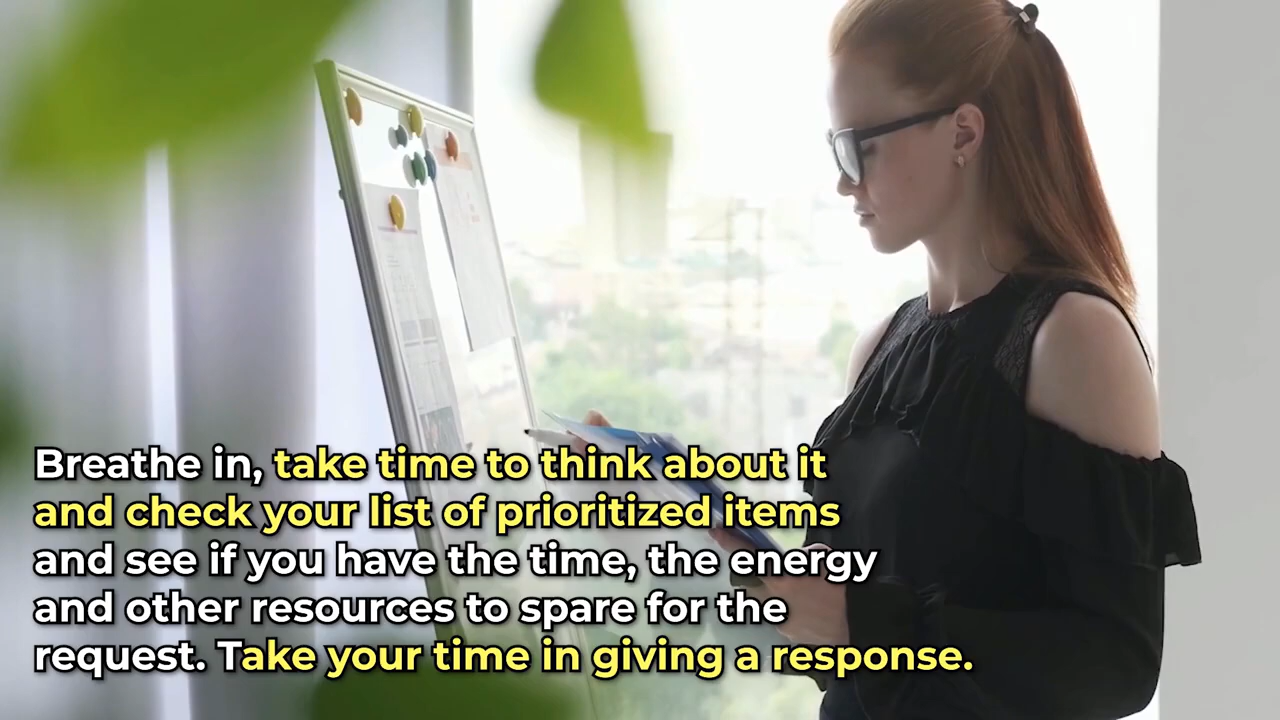 Breathe in, take time to think about it
and check your list of prioritized items
and see if you have the time, the energy
and other resources to spare for the
request. Take your time in giving a response.